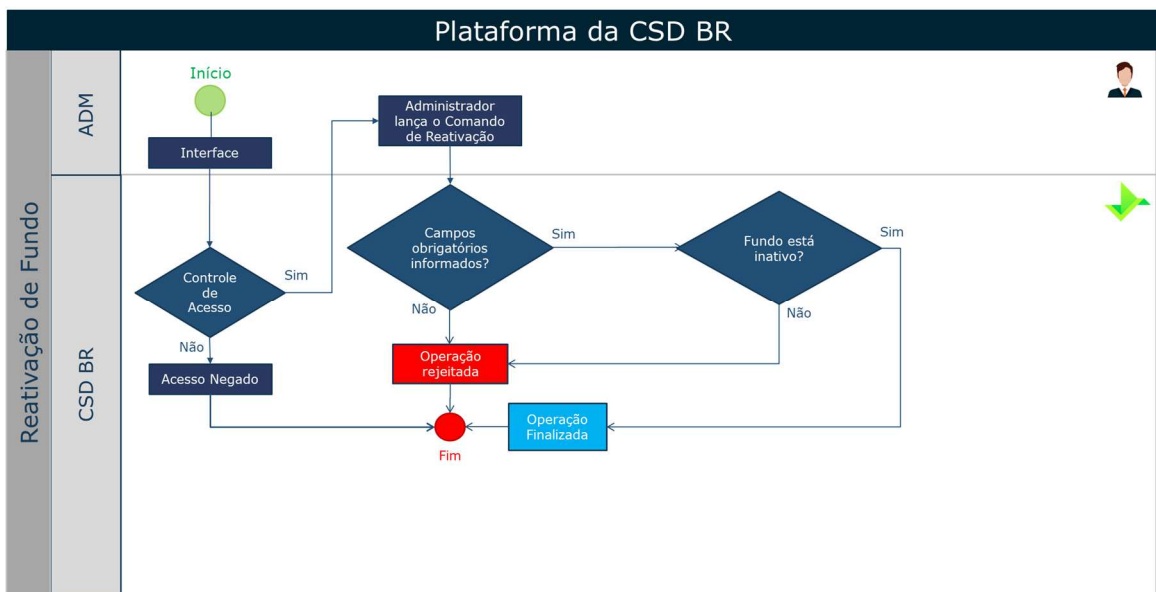 Plataforma da CSD BR
Reativação de Fundo
ADM
CSD BR
Início
Interface
Administrador
lança o Comando
de Reativação
Controle
de
Acesso
Sim
Não
Acesso Negado
Campos
obrigatórios
informados?
Sim
Não
Fundo está
inativo?
Sim
Não
Operação
rejeitada
Operação
Finalizada
Fim